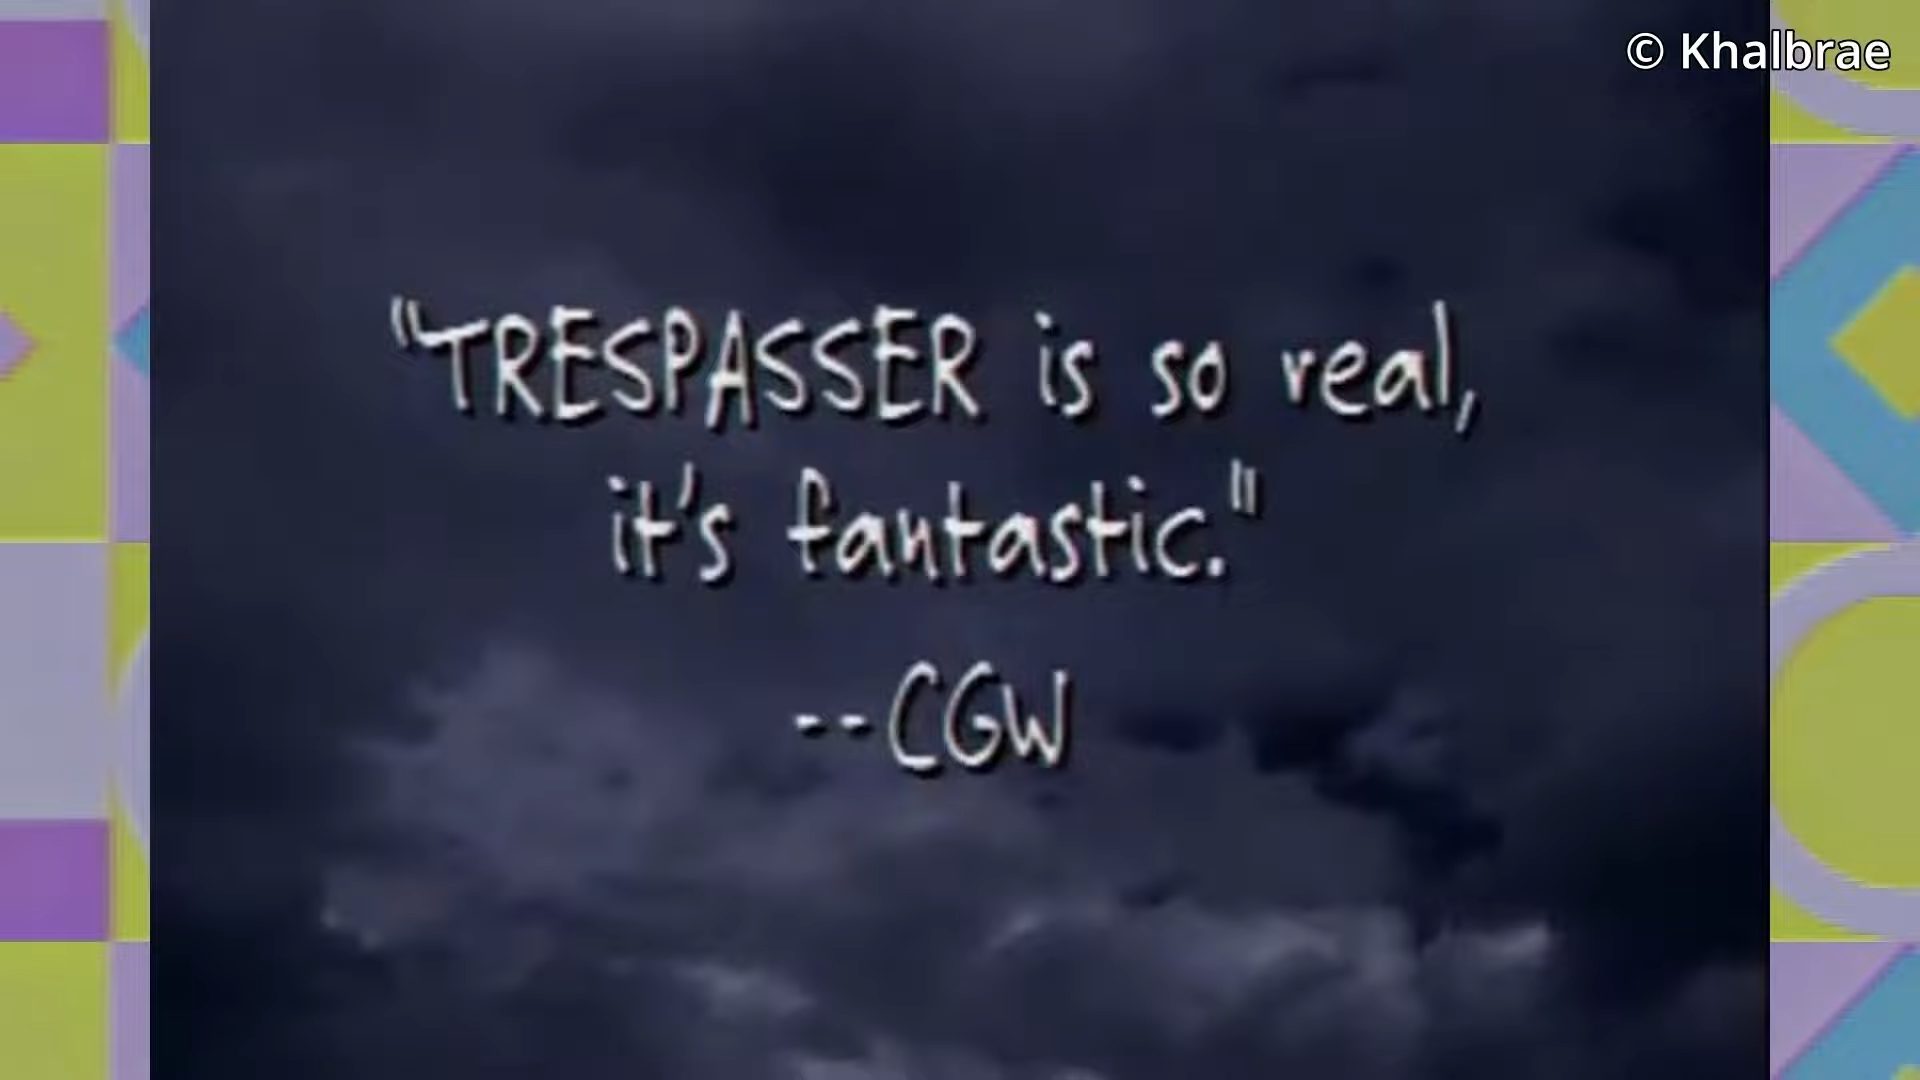 © Khalbrae
"TRESPASSER is so real,
it's fantastic."
--CGW